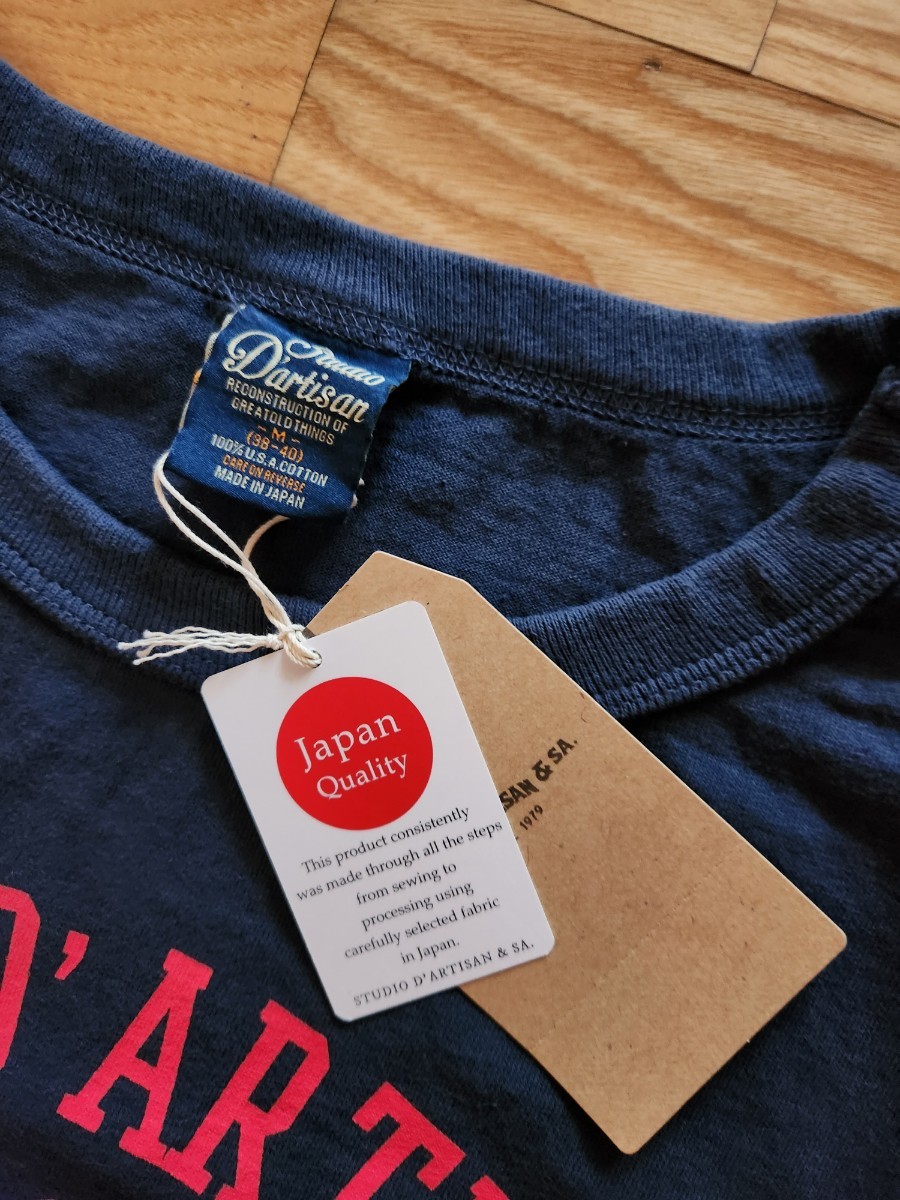 Studio
D'artisan
RECONSTRUCTION OF
GREAT OLD THINGS
- M -
(38-40)
100% U.S.A. COTTON
CARE ON REVERSE
MADE IN JAPAN
Japan
Quality
This product consistently
was made through all the steps
from sewing to
processing using
carefully selected fabric
in Japan.
STUDIO D'ARTISAN & SA.
SAN & SA.
1979
D'ART